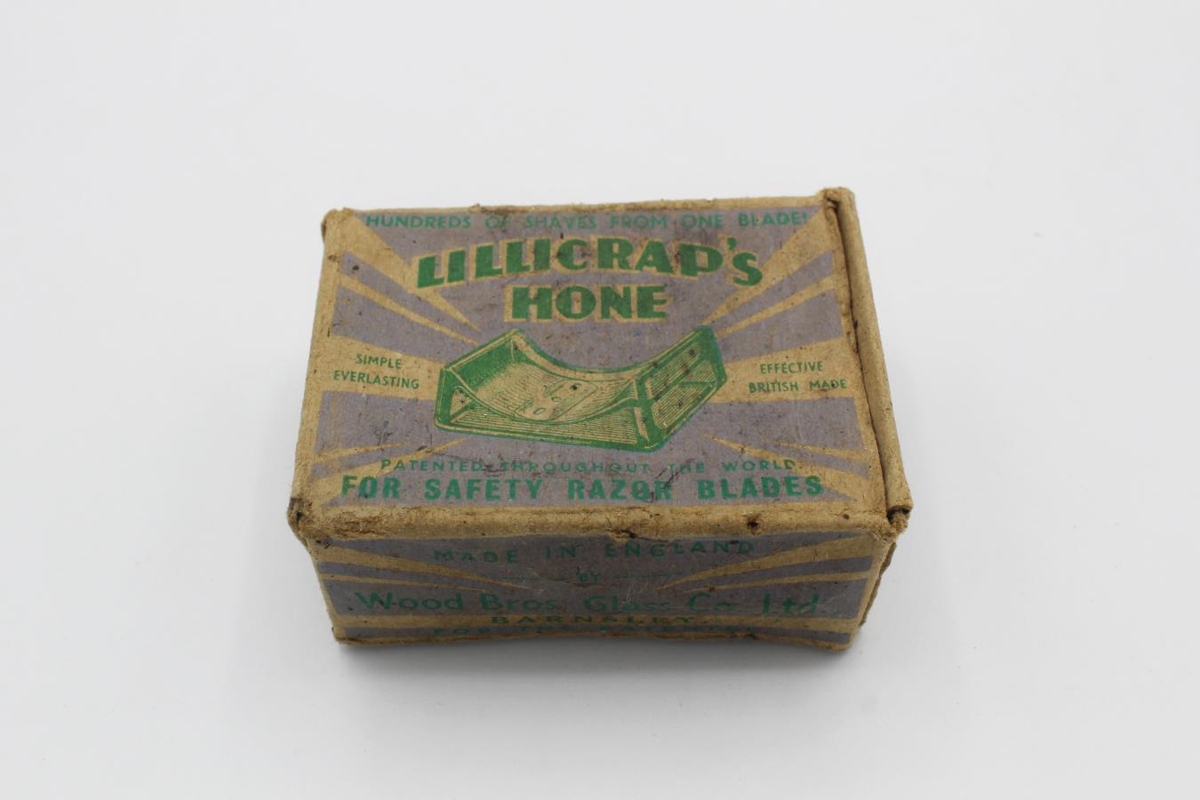 HUNDREDS OF SHAVES FROM ONE BLADE!
LILLICRAP'S
HONE
SIMPLE
EVERLASTING
EFFECTIVE
BRITISH MADE
PATENTED THROUGHOUT THE WORLD.
FOR SAFETY RAZOR BLADES
MADE IN ENGLAND
BY
Wood Bros. Glass Co. Ltd.
BARNSLEY